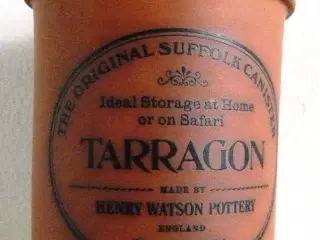 THE ORIGINAL SUFFOLK CANISTER
Ideal Storage at Home
or on Safari
TARRAGON
MADE BY
HENRY WATSON POTTERY
ENGLAND